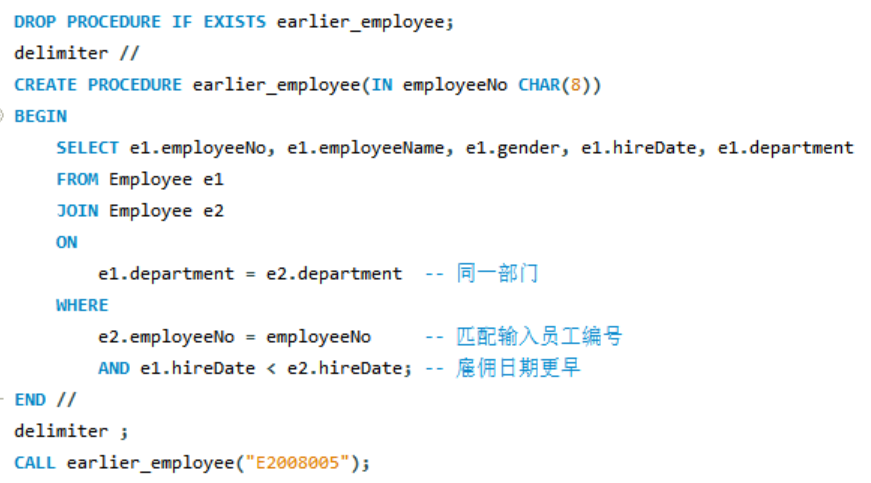 DROP PROCEDURE IF EXISTS earlier_employee;
delimiter //
CREATE PROCEDURE earlier_employee(IN employeeNo CHAR(8))
BEGIN
    SELECT e1.employeeNo, e1.employeeName, e1.gender, e1.hireDate, e1.department
    FROM Employee e1
    JOIN Employee e2
    ON
        e1.department = e2.department  -- 同一部门
    WHERE
        e2.employeeNo = employeeNo     -- 匹配输入员工编号
        AND e1.hireDate < e2.hireDate; -- 雇佣日期更早
END //
delimiter ;
CALL earlier_employee("E2008005");